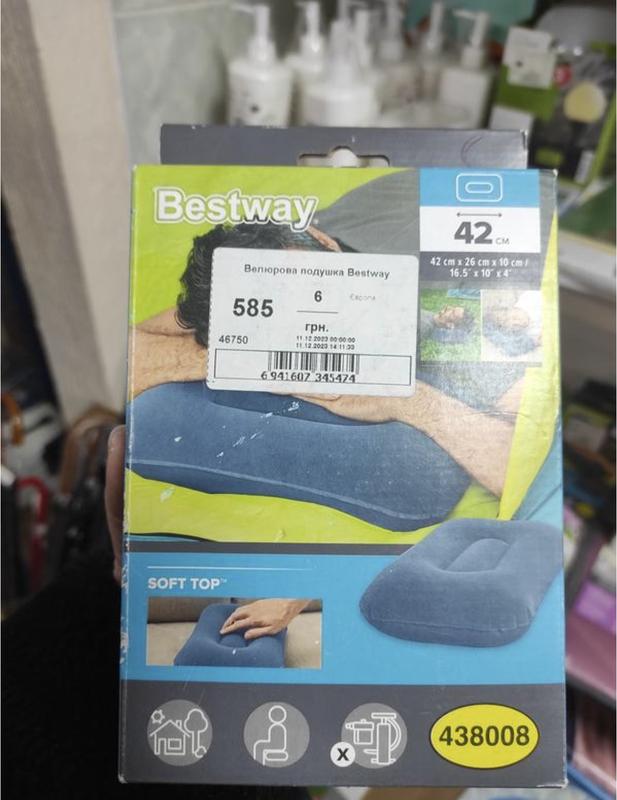 Bestway
42 CM
42 cm x 26 cm x 10 cm /
16.5" x 10" x 4"
Велюрова подушка Bestway
585
6
Європа
грн.
46750
11.12.2023 00:00:00
11.12.2023 14:11:33
6 941607 345474
SOFT TOP™
X
438008